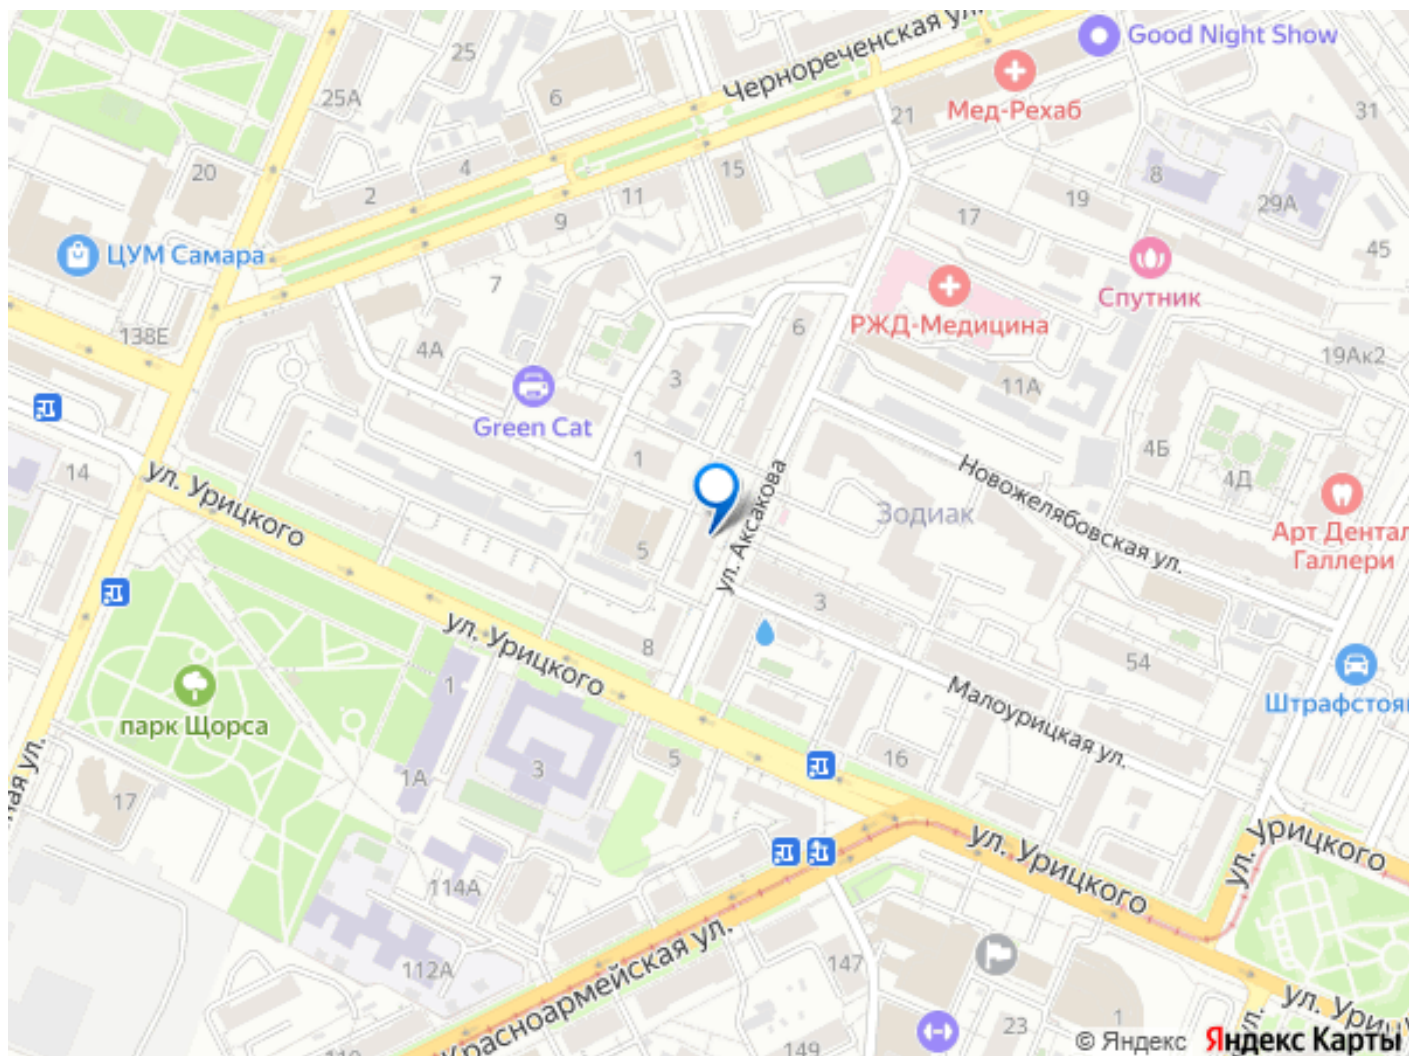 Чернореченская ул.
Good Night Show
25
Мед-Рехаб
25А
6
21
31
20
4
15
8
2
11
19
29А
9
17
45
ЦУМ Самара
7
Спутник
РЖД-Медицина
138Е
6
4А
19Ак2
3
11А
Green Cat
4Б
1
4Д
14
ул. Урицкого
ул. Аксакова
Новожелябовская ул.
Зодиак
Арт Дентал
Галлери
5
3
ул. Урицкого
8
54
1
парк Щорса
Малоурицкая ул.
Штрафстоя
1А
3
5
16
17
ная ул.
ул. Урицкого
ул. Урицкого
114А
112А
Красноармейская ул.
147
23
1
149
ул.
© Яндекс Яндекс Карты